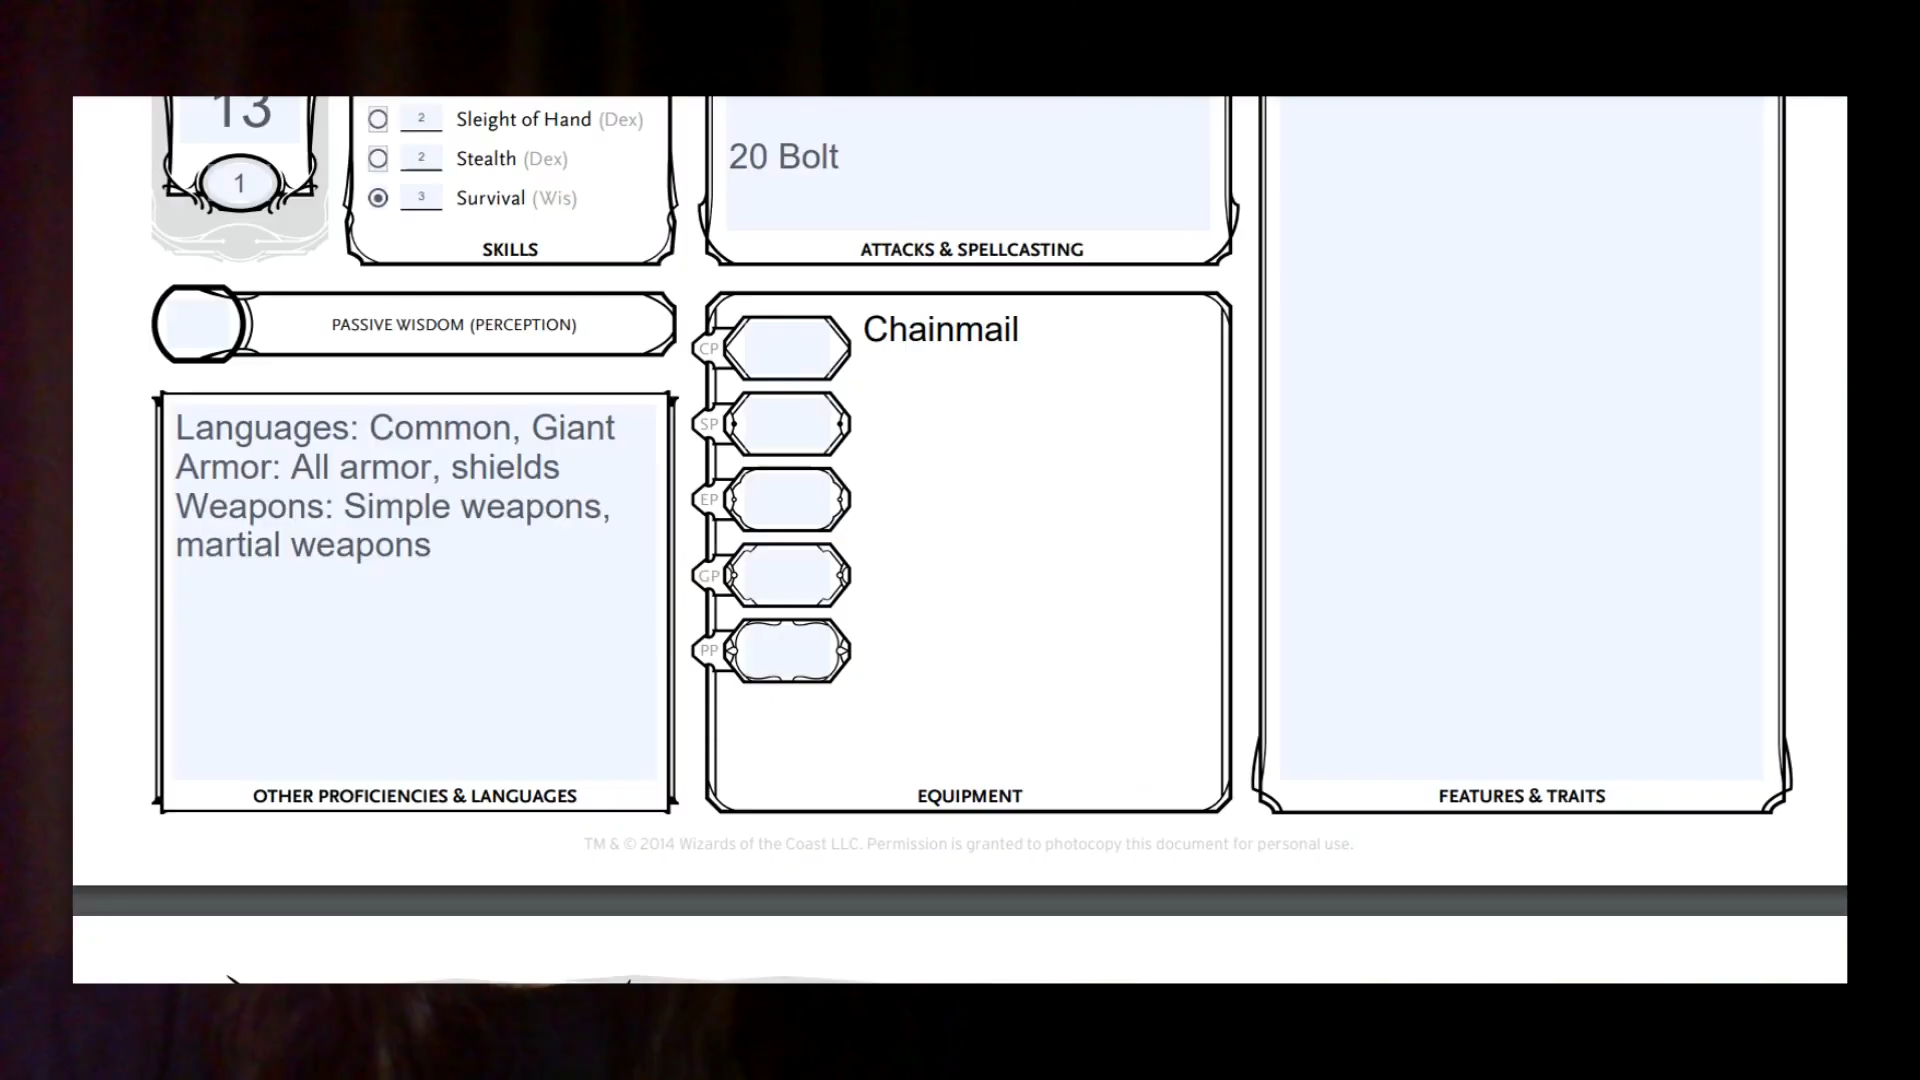 13
1
2 Sleight of Hand (Dex)
2 Stealth (Dex)
3 Survival (Wis)
SKILLS
20 Bolt
ATTACKS & SPELLCASTING
PASSIVE WISDOM (PERCEPTION)
Languages: Common, Giant
Armor: All armor, shields
Weapons: Simple weapons,
martial weapons
OTHER PROFICIENCIES & LANGUAGES
CP
SP
EP
GP
PP
Chainmail
EQUIPMENT
FEATURES & TRAITS
TM & © 2014 Wizards of the Coast LLC. Permission is granted to photocopy this document for personal use.